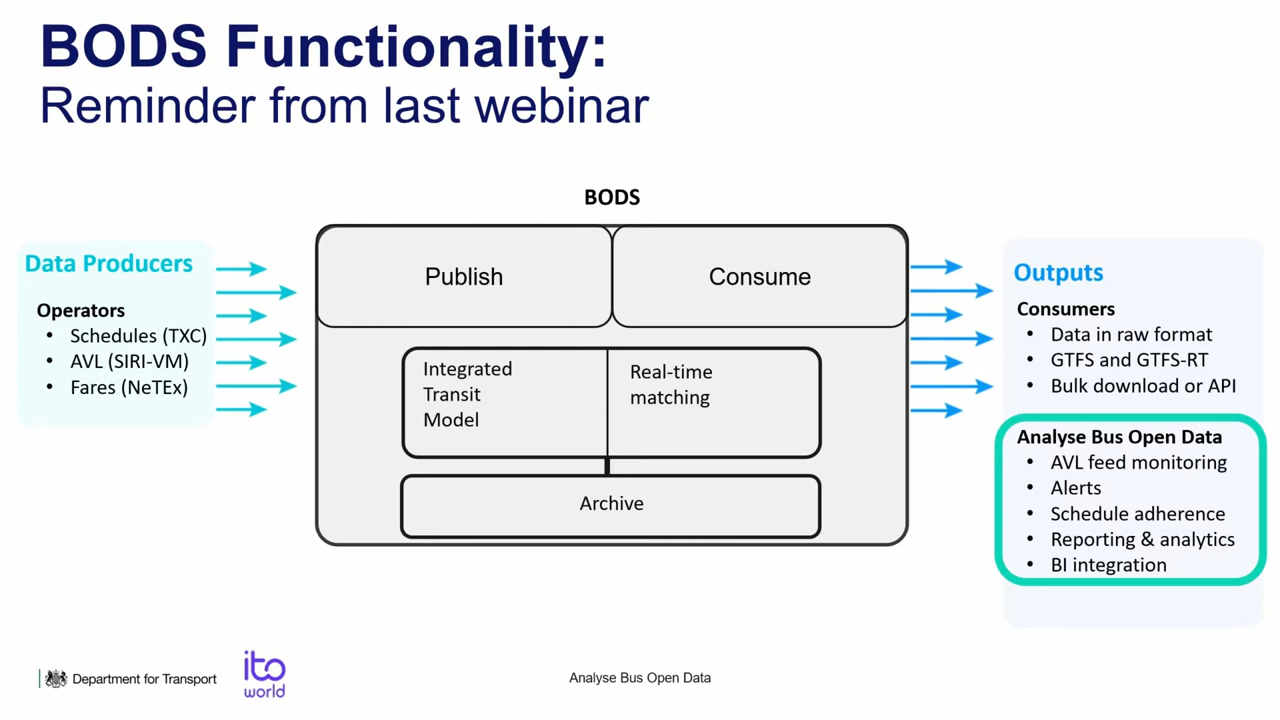 BODS Functionality:
Reminder from last webinar
BODS
Data Producers
Operators
• Schedules (TXC)
• AVL (SIRI-VM)
• Fares (NeTEx)
Publish
Consume
Integrated
Transit
Model
Real-time
matching
Archive
Outputs
Consumers
• Data in raw format
• GTFS and GTFS-RT
• Bulk download or API
Analyse Bus Open Data
• AVL feed monitoring
• Alerts
• Schedule adherence
• Reporting & analytics
• BI integration
Department for Transport
ito
world
Analyse Bus Open Data